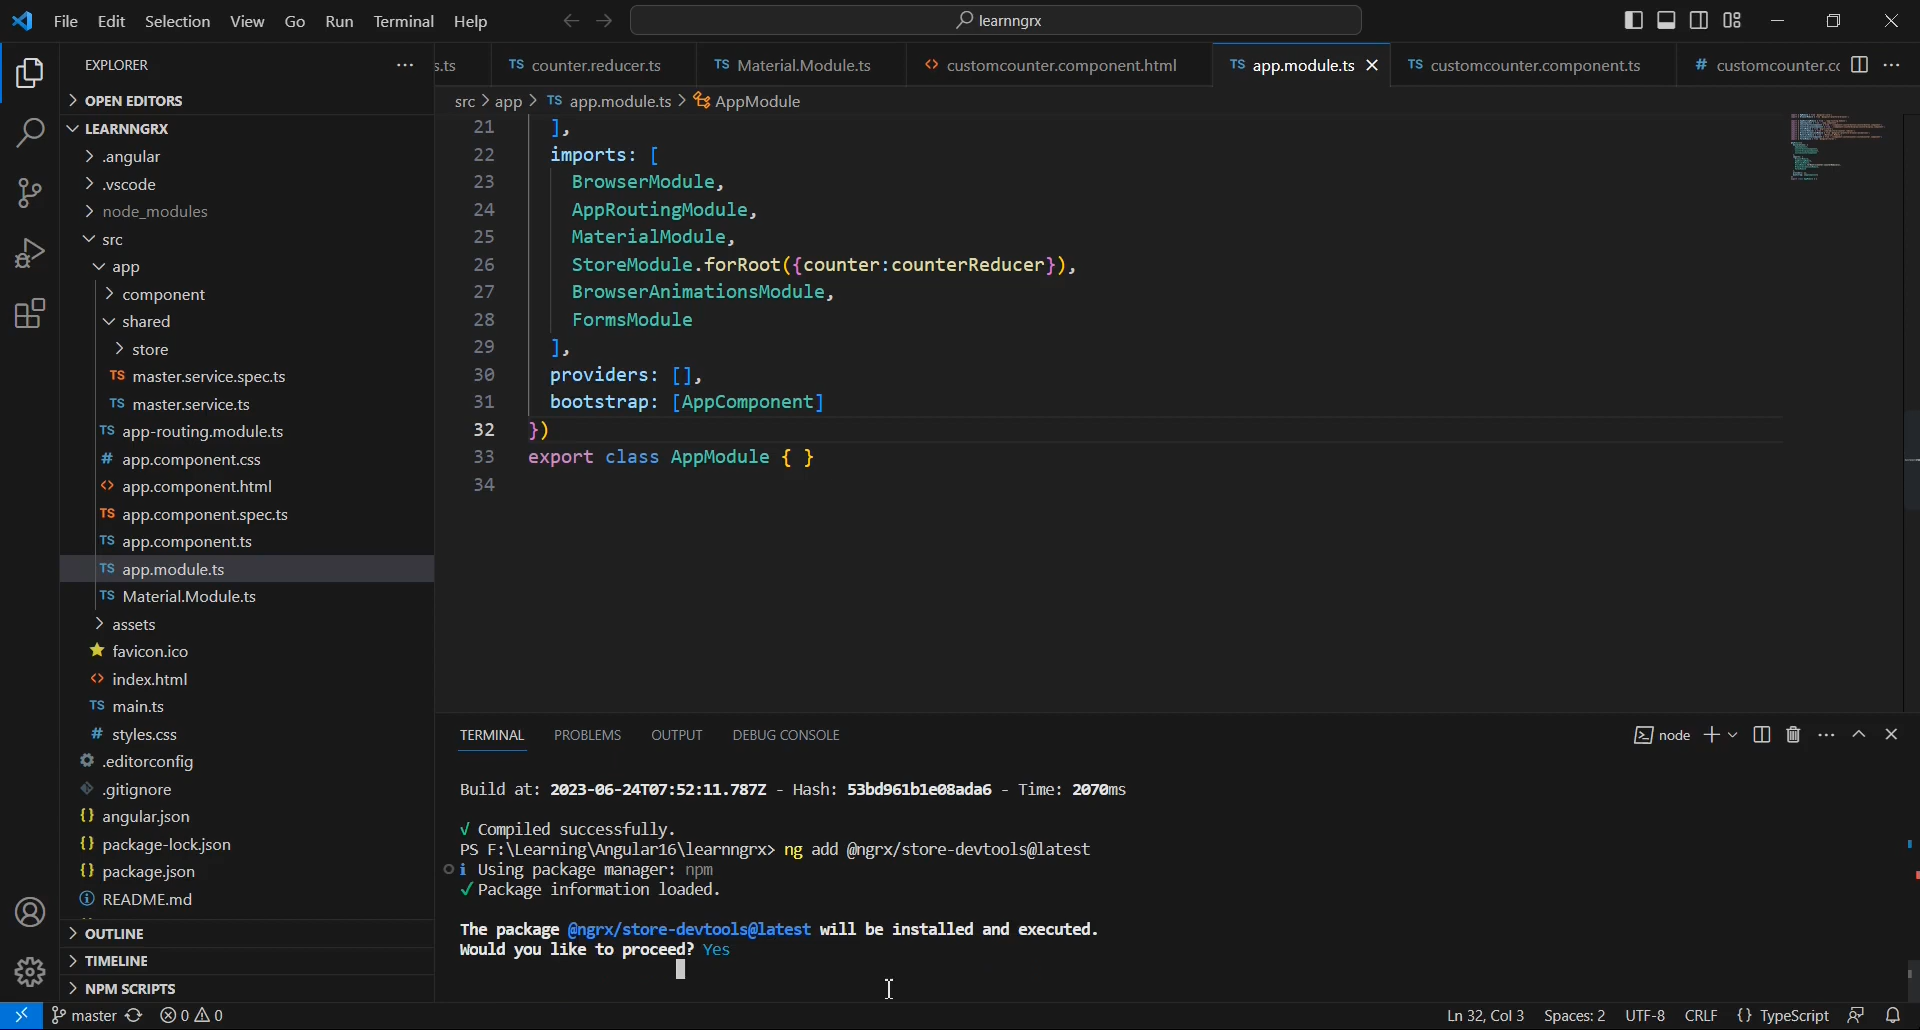 File Edit Selection View Go Run Terminal Help
learnngrx
EXPLORER
OPEN EDITORS
LEARNNGRX
.angular
.vscode
node_modules
src
app
component
shared
store
TS master.service.spec.ts
TS master.service.ts
TS app-routing.module.ts
# app.component.css
<> app.component.html
TS app.component.spec.ts
TS app.component.ts
TS app.module.ts
TS Material.Module.ts
assets
favicon.ico
<> index.html
TS main.ts
# styles.css
.editorconfig
.gitignore
{} angular.json
{} package-lock.json
{} package.json
README.md
OUTLINE
TIMELINE
NPM SCRIPTS
s.ts TS counter.reducer.ts TS Material.Module.ts <> customcounter.component.html TS app.module.ts TS customcounter.component.ts # customcounter.cc
src > app > TS app.module.ts > AppModule
21 ],
22 imports: [
23 BrowserModule,
24 AppRoutingModule,
25 MaterialModule,
26 StoreModule.forRoot({counter:counterReducer}),
27 BrowserAnimationsModule,
28 FormsModule
29 ],
30 providers: [],
31 bootstrap: [AppComponent]
32 })
33 export class AppModule { }
34
TERMINAL PROBLEMS OUTPUT DEBUG CONSOLE
node
Build at: 2023-06-24T07:52:11.787Z - Hash: 53bd961b1e08ada6 - Time: 2070ms
√ Compiled successfully.
PS F:\Learning\Angular16\learnngrx> ng add @ngrx/store-devtools@latest
i Using package manager: npm
√ Package information loaded.
The package @ngrx/store-devtools@latest will be installed and executed.
Would you like to proceed? Yes
master 0 0 Ln 32, Col 3 Spaces: 2 UTF-8 CRLF {} TypeScript